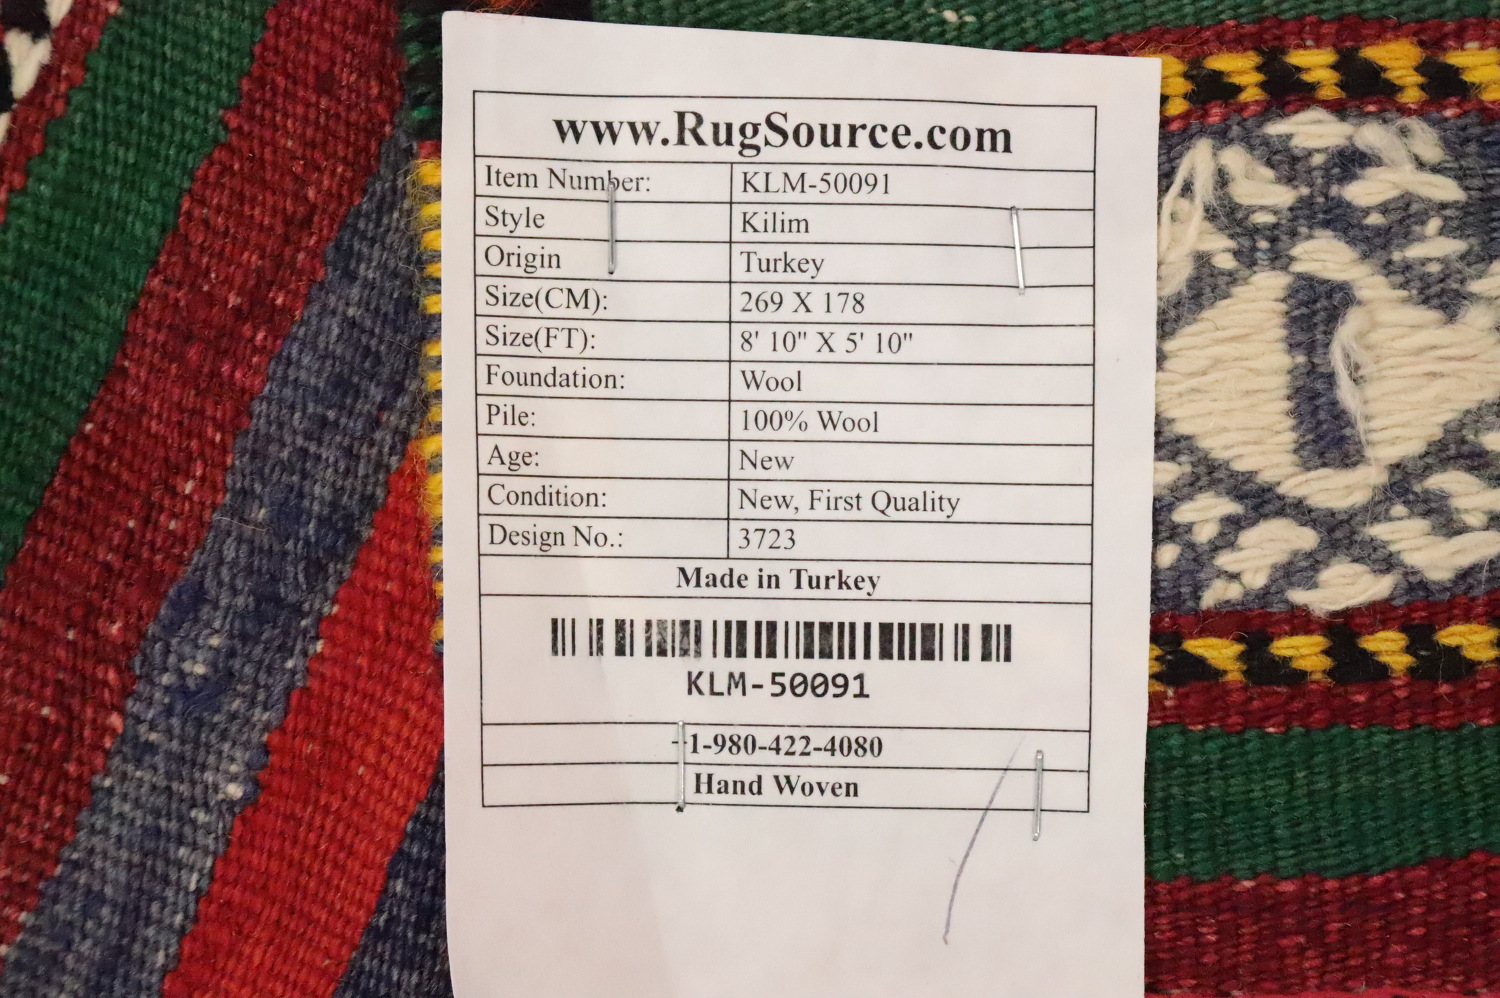 www.RugSource.com
Item Number: KLM-50091
Style Kilim
Origin Turkey
Size(CM): 269 X 178
Size(FT): 8' 10" X 5' 10"
Foundation: Wool
Pile: 100% Wool
Age: New
Condition: New, First Quality
Design No.: 3723
Made in Turkey
KLM-50091
+1-980-422-4080
Hand Woven